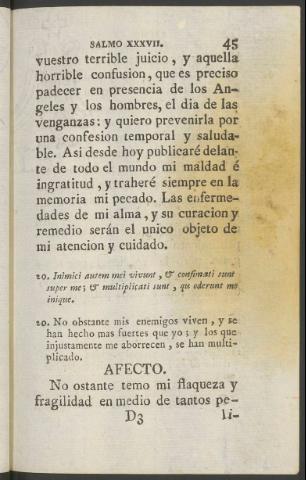 SALMO XXXVII. 45
vuestro terrible juicio, y aquella
horrible confusion, que es preciso
padecer en presencia de los An-
geles y los hombres, el dia de las
venganzas: y quiero prevenirla por
una confesion temporal y saluda-
ble. Asi desde hoy publicaré delan-
te de todo el mundo mi maldad é
ingratitud, y traheré siempre en la
memoria mi pecado. Las enferme-
dades de mi alma, y su curacion y
remedio serán el unico objeto de
mi atencion y cuidado.
20. Inimici autem mei vivunt, & confimati sunt
super me; & multiplicati sunt, qui oderunt me
inique.
20. No obstante mis enemigos viven, y se
han hecho mas fuertes que yo; y los que
injustamente me aborrecen, se han multi-
plicado.
AFECTO.
No ostante temo mi flaqueza y
fragilidad en medio de tantos pe-
D3 li-